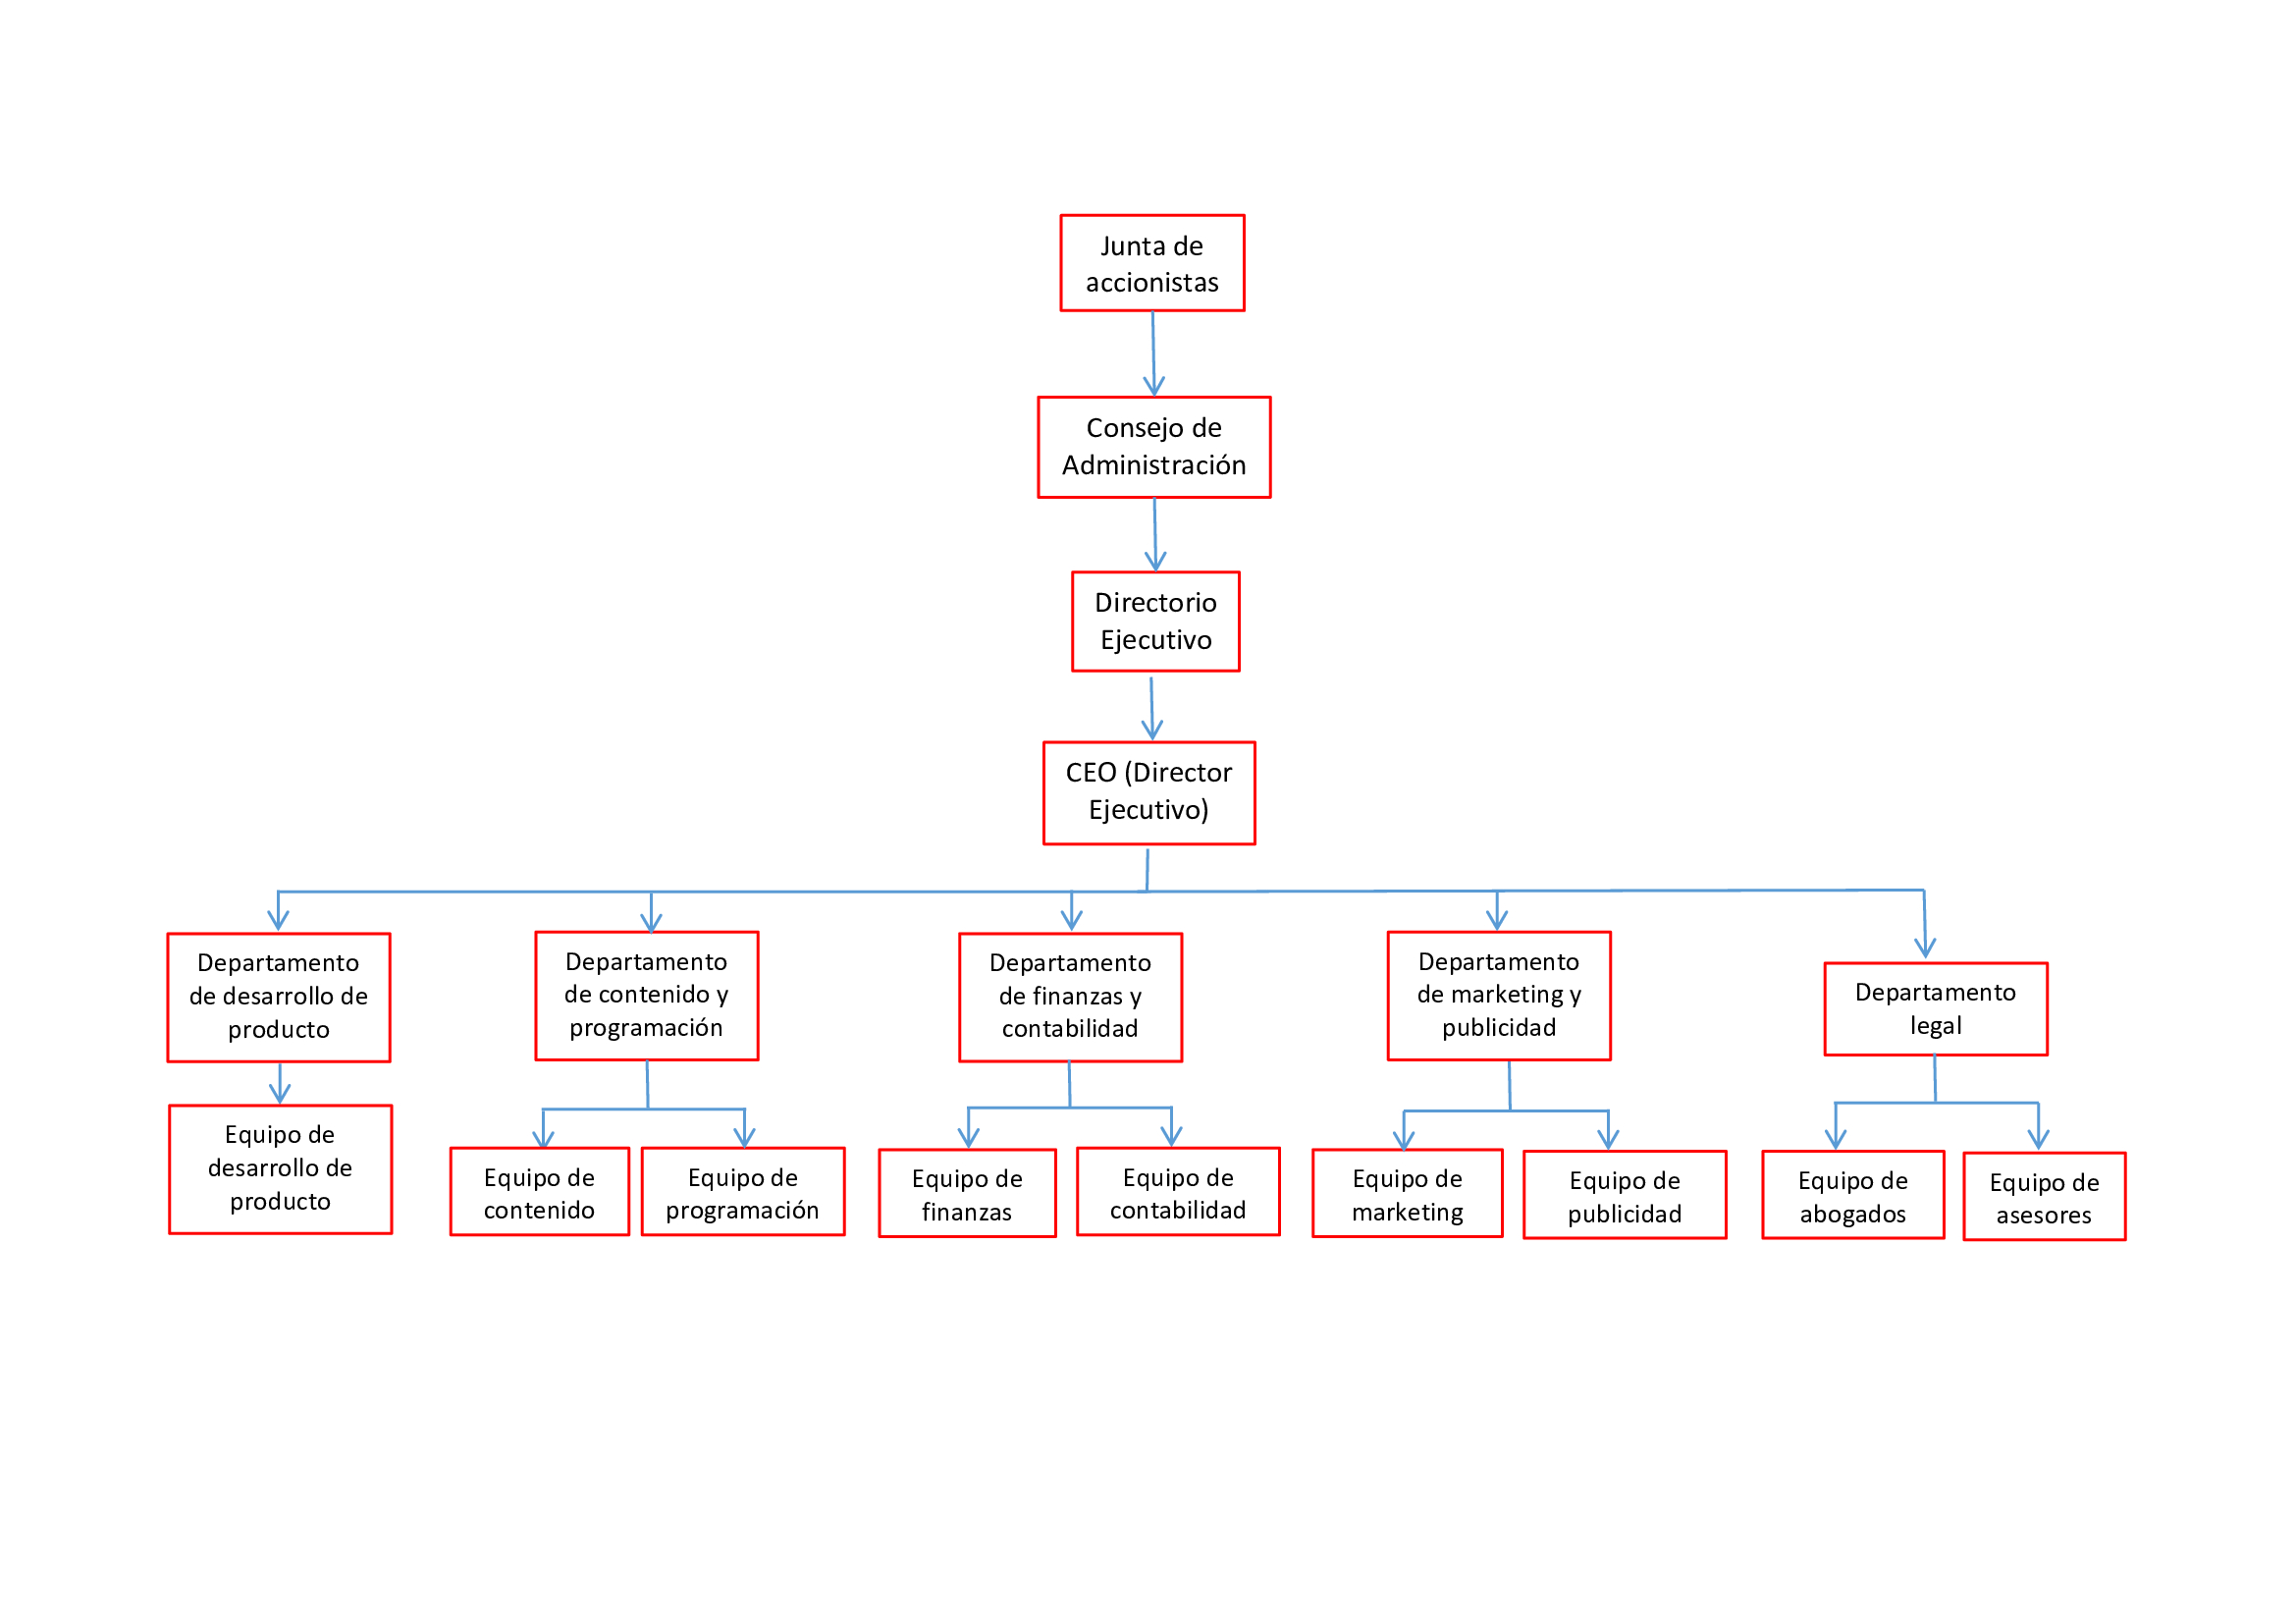 Junta de
accionistas
Consejo de
Administración
Directorio
Ejecutivo
CEO (Director
Ejecutivo)
Departamento
de desarrollo de
producto
Departamento
de contenido y
programación
Departamento
de finanzas y
contabilidad
Departamento
de marketing y
publicidad
Departamento
legal
Equipo de
desarrollo de
producto
Equipo de
contenido
Equipo de
programación
Equipo de
finanzas
Equipo de
contabilidad
Equipo de
marketing
Equipo de
publicidad
Equipo de
abogados
Equipo de
asesores